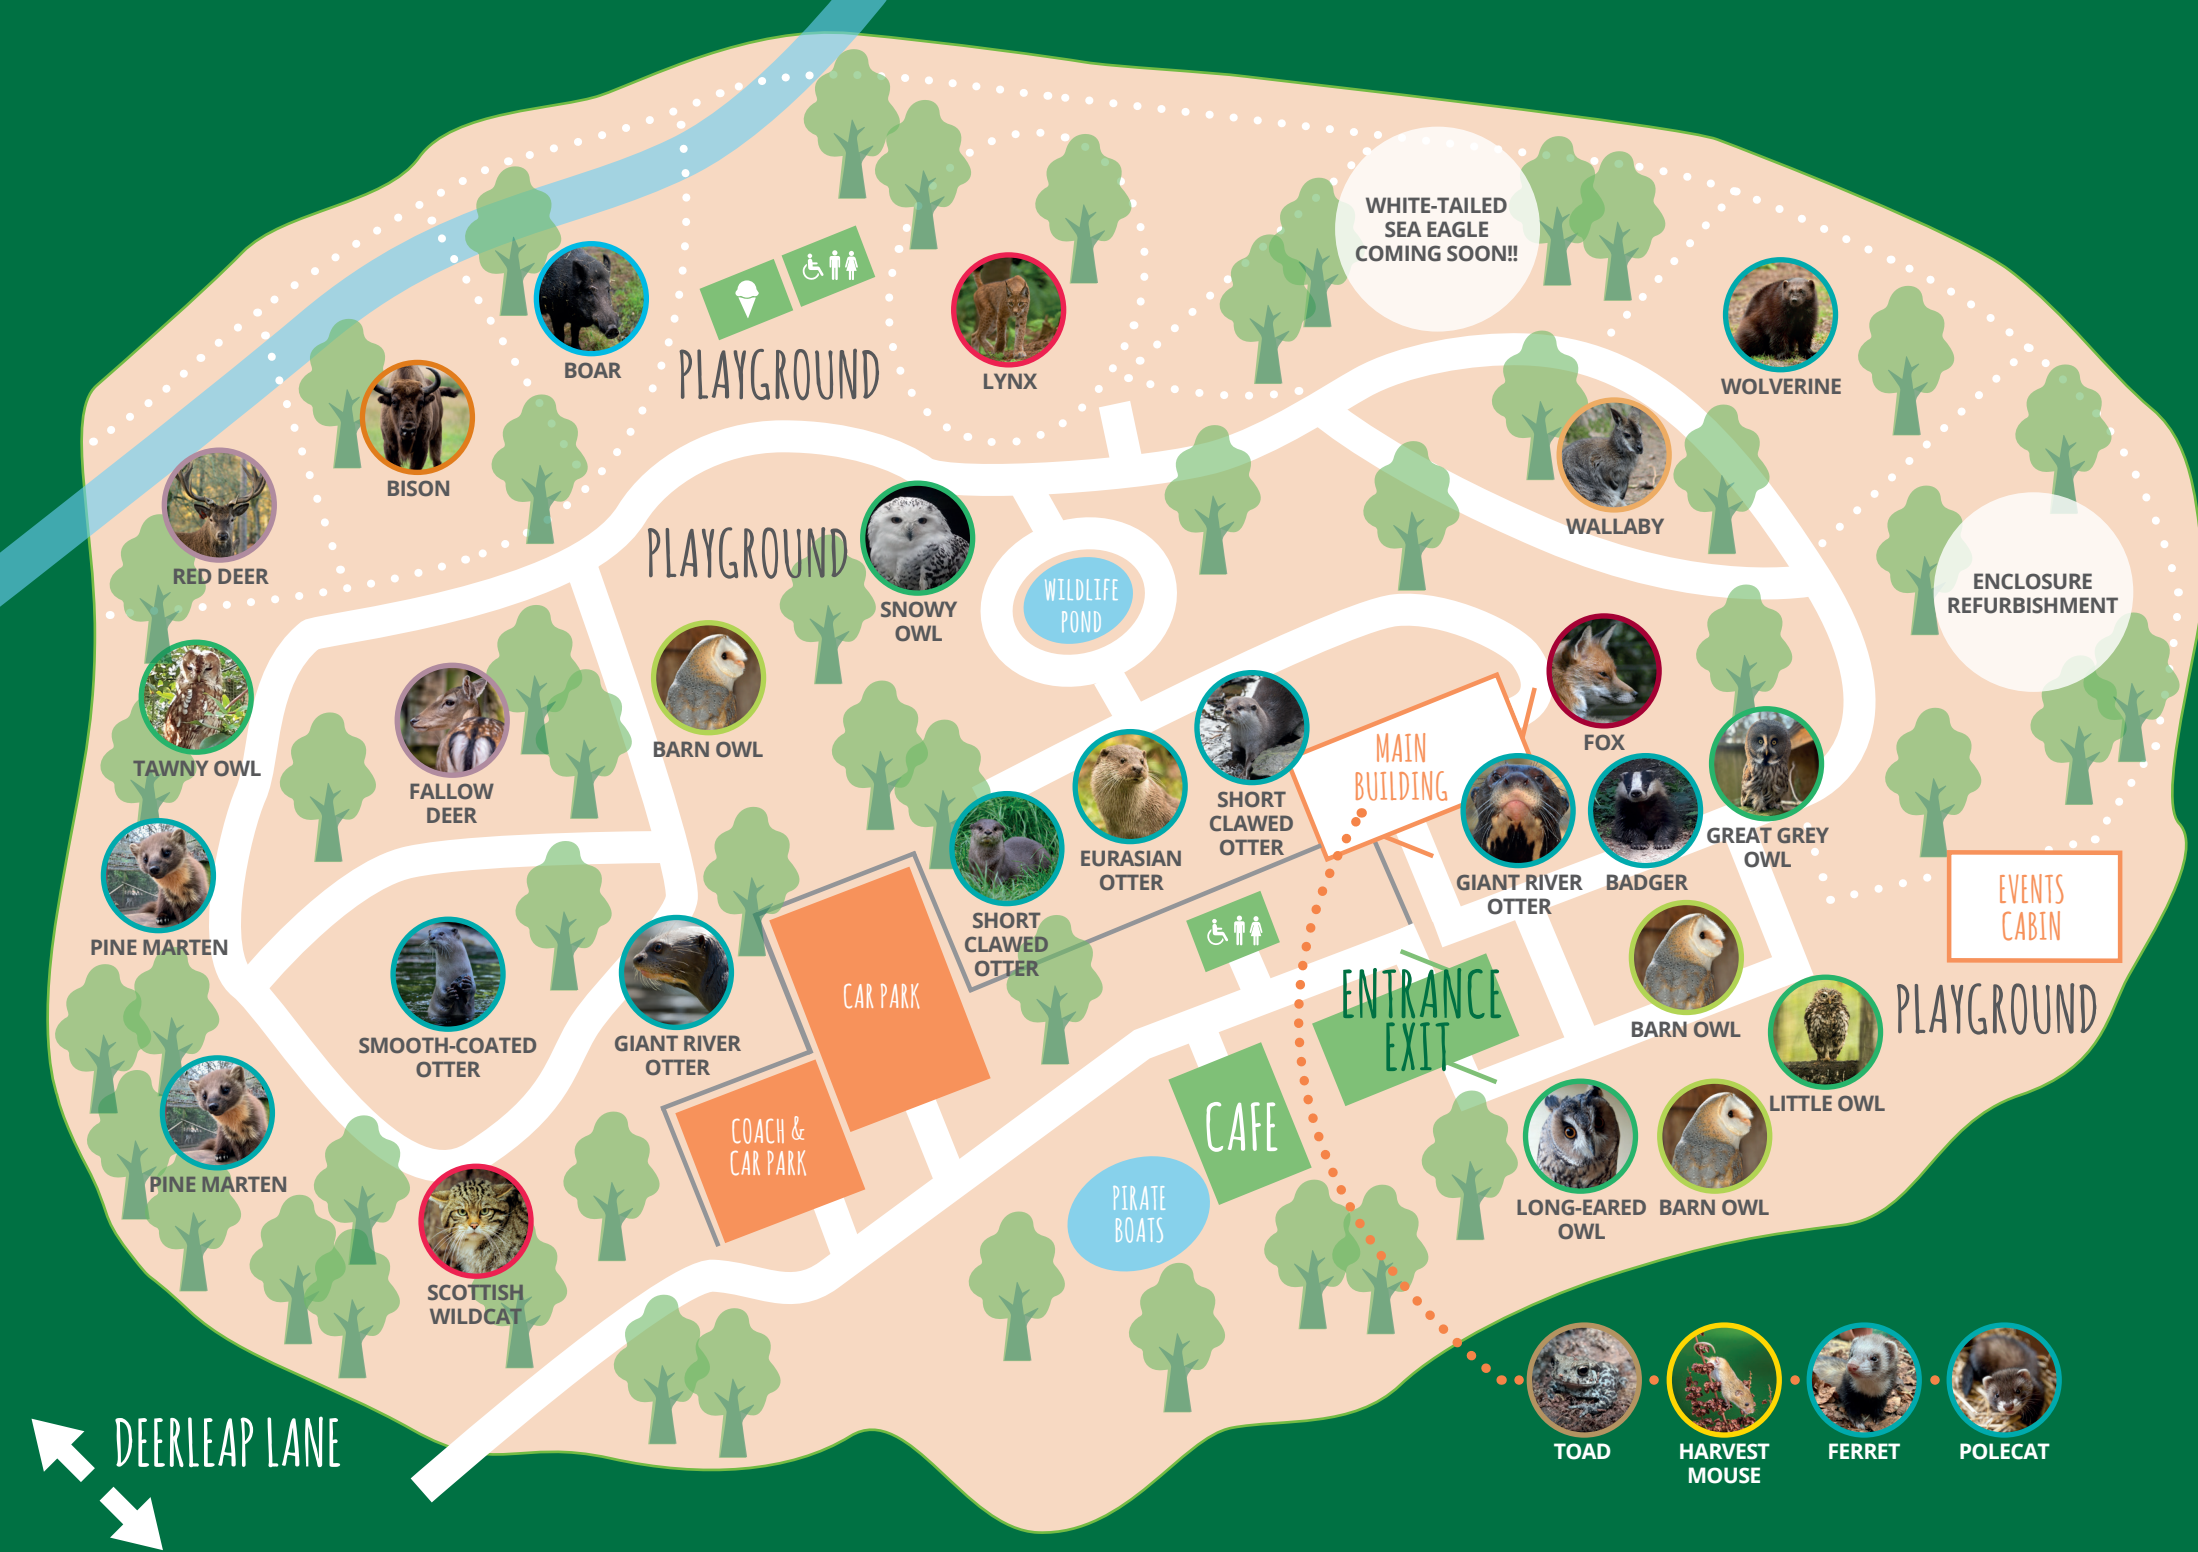 WHITE-TAILED
SEA EAGLE
COMING SOON!!
BOAR
PLAYGROUND
LYNX
WOLVERINE
BISON
WALLABY
RED DEER
PLAYGROUND
SNOWY
OWL
WILDLIFE
POND
ENCLOSURE
REFURBISHMENT
TAWNY OWL
FALLOW
DEER
BARN OWL
FOX
MAIN
BUILDING
SHORT
CLAWED
OTTER
EURASIAN
OTTER
GREAT GREY
OWL
GIANT RIVER
OTTER
BADGER
PINE MARTEN
SHORT
CLAWED
OTTER
EVENTS
CABIN
CAR PARK
ENTRANCE
EXIT
PLAYGROUND
BARN OWL
SMOOTH-COATED
OTTER
GIANT RIVER
OTTER
LITTLE OWL
COACH &
CAR PARK
CAFE
PINE MARTEN
PIRATE
BOATS
LONG-EARED
OWL
BARN OWL
SCOTTISH
WILDCAT
DEERLEAP LANE
TOAD
HARVEST
MOUSE
FERRET
POLECAT